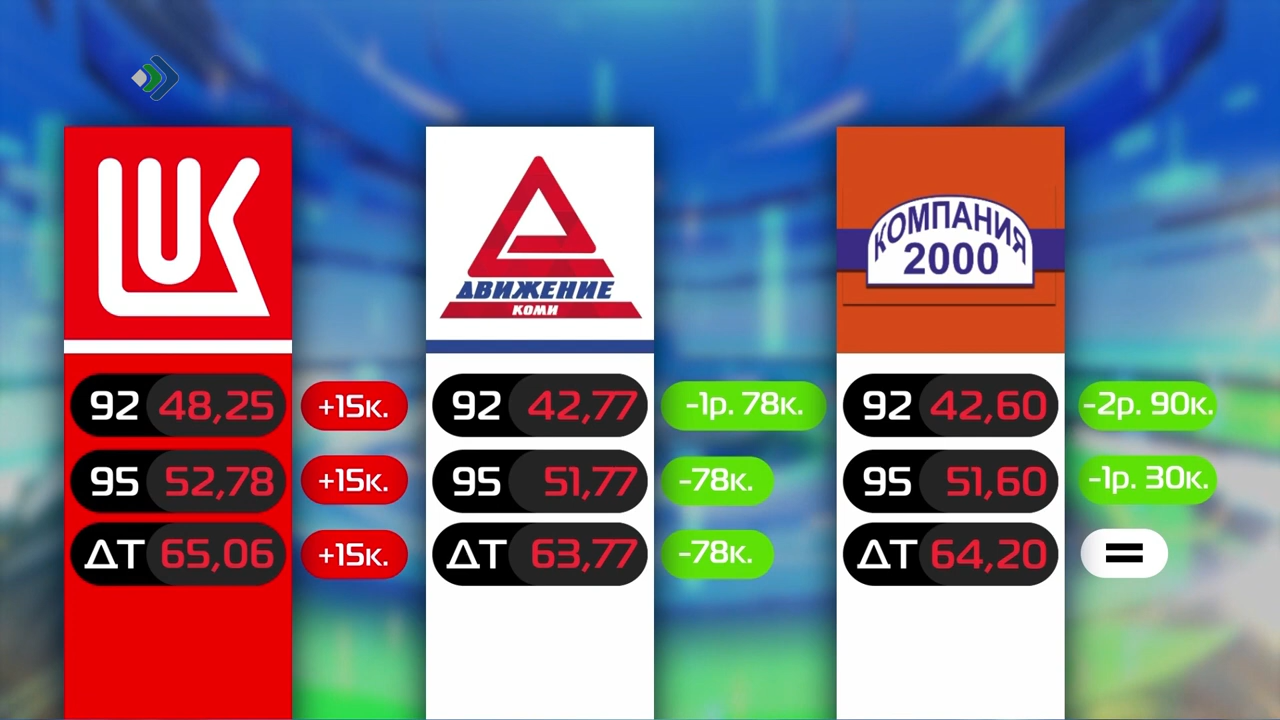 LUK
ДВИЖЕНИЕ
КОМИ
КОМПАНИЯ
2000
92 48,25 +15к.
95 52,78 +15к.
ДТ 65,06 +15к.
92 42,77 -1р. 78к.
95 51,77 -78к.
ДТ 63,77 -78к.
92 42,60 -2р. 90к.
95 51,60 -1р. 30к.
ДТ 64,20 =